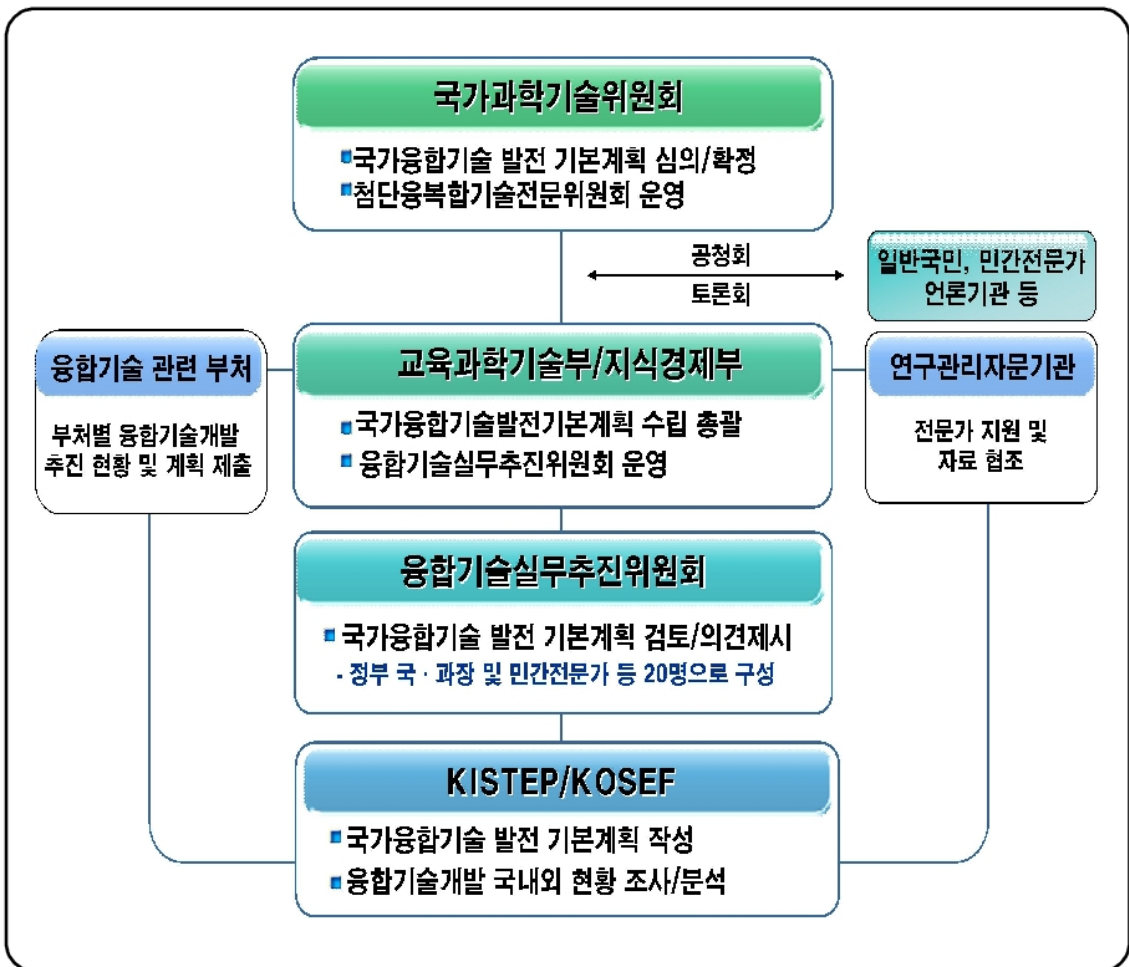 국가과학기술위원회
국가융합기술 발전 기본계획 심의/확정
첨단융복합기술전문위원회 운영
공청회
토론회
일반국민, 민간전문가
언론기관 등
융합기술 관련 부처
부처별 융합기술개발
추진 현황 및 계획 제출
교육과학기술부/지식경제부
국가융합기술발전기본계획 수립 총괄
융합기술실무추진위원회 운영
연구관리자문기관
전문가 지원 및
자료 협조
융합기술실무추진위원회
국가융합기술 발전 기본계획 검토/의견제시
- 정부 국 · 과장 및 민간전문가 등 20명으로 구성
KISTEP/KOSEF
국가융합기술 발전 기본계획 작성
융합기술개발 국내외 현황 조사/분석